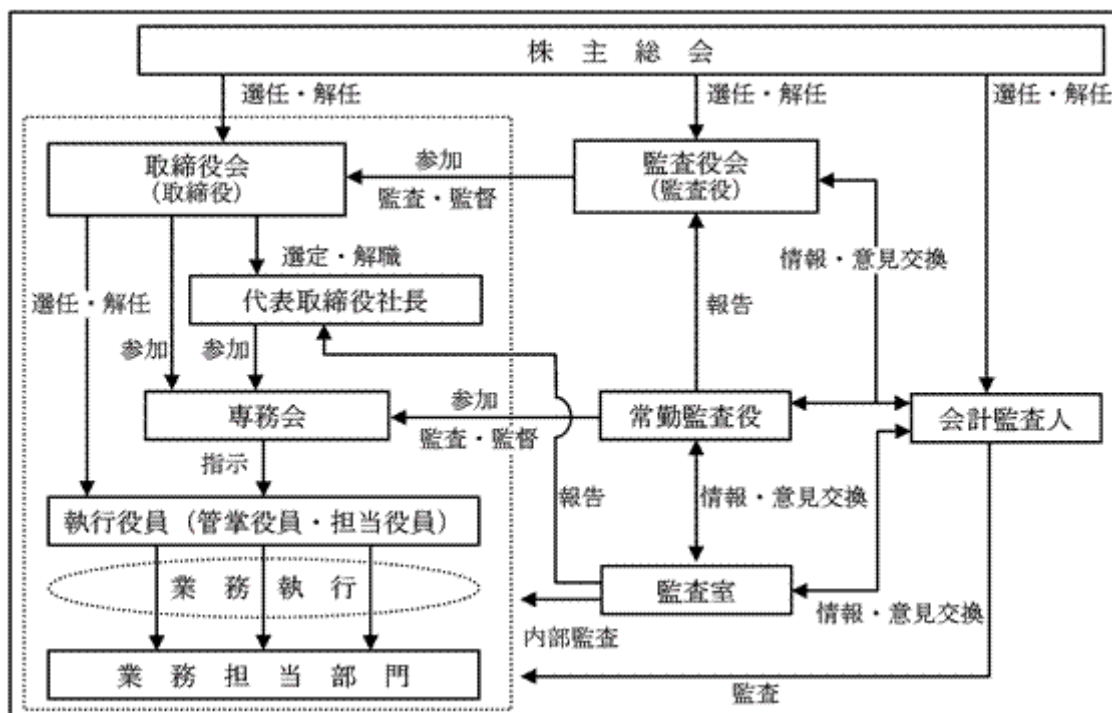 株主総会
選任・解任
選任・解任
選任・解任
取締役会
(取締役)
参加
監査・監督
監査役会
(監査役)
選定・解職
情報・意見交換
選任・解任
代表取締役社長
報告
参加
参加
専務会
参加
監査・監督
常勤監査役
会計監査人
指示
報告
情報・意見交換
執行役員(管掌役員・担当役員)
業務執行
監査室
情報・意見交換
内部監査
業務担当部門
監査